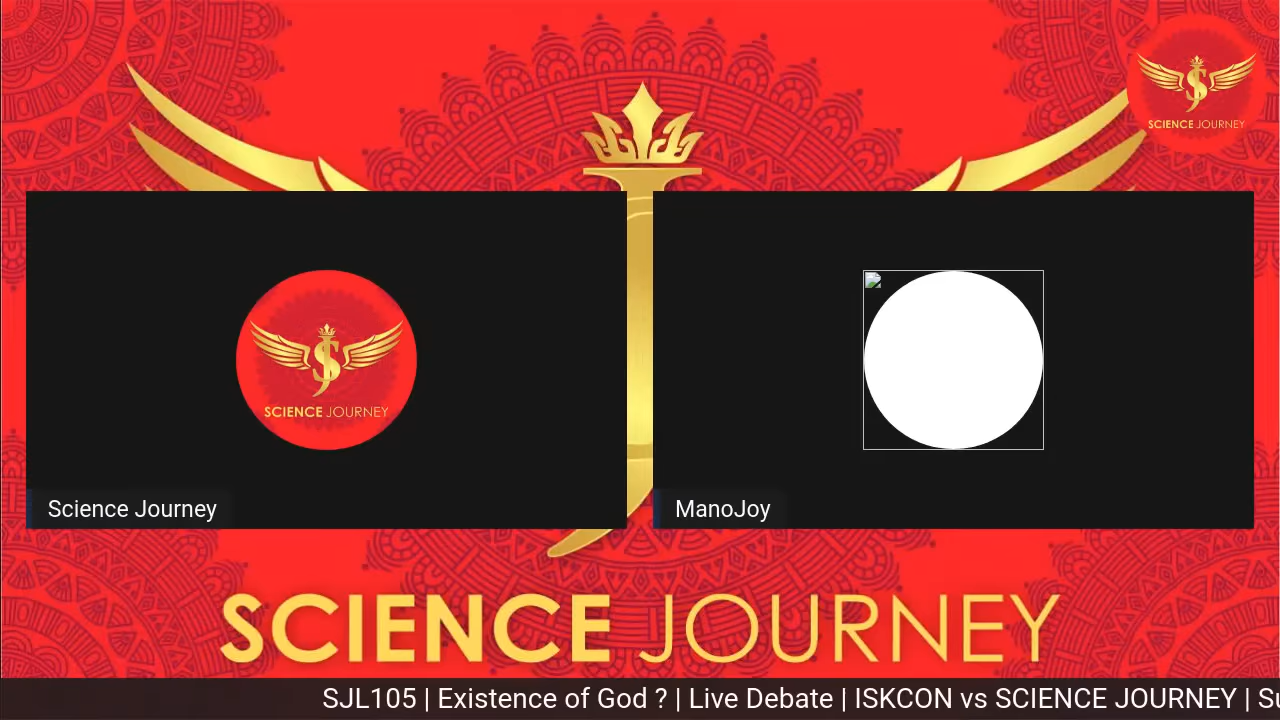 SCIENCE JOURNEY
SCIENCE JOURNEY
Science Journey
ManoJoy
SCIENCE JOURNEY
SJL105 | Existence of God ? | Live Debate | ISKCON vs SCIENCE JOURNEY |